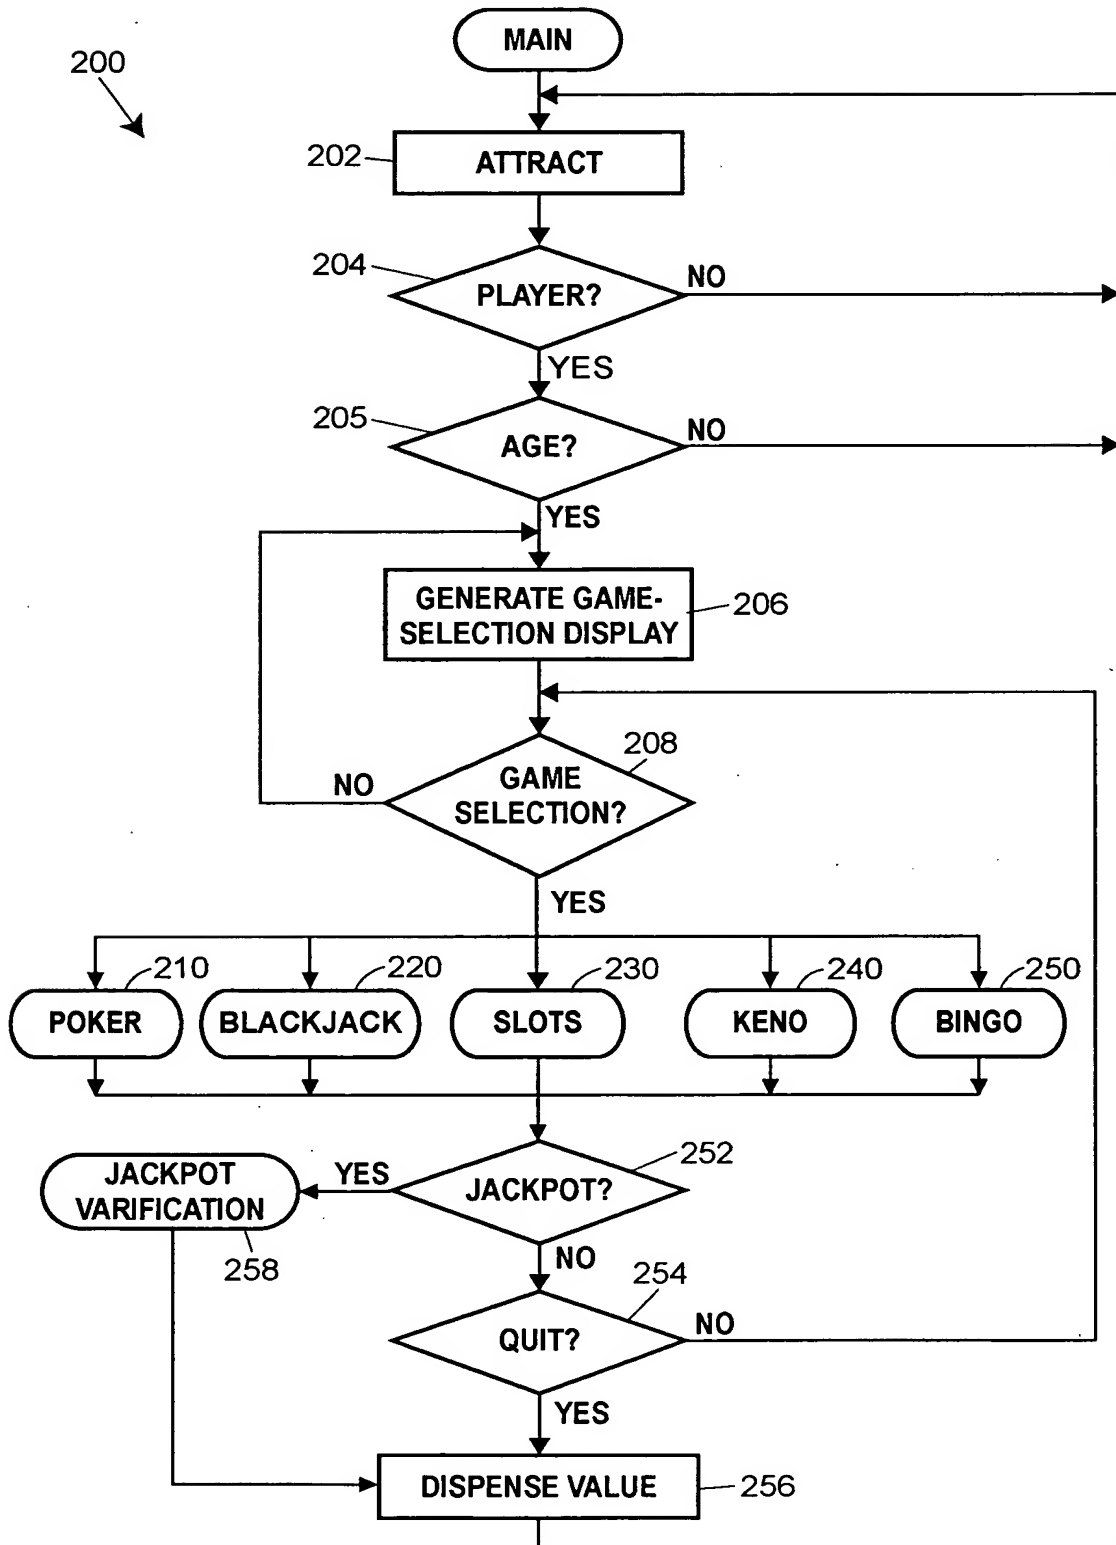 MAIN
200
202
ATTRACT
204
PLAYER?
NO
YES
205
AGE?
NO
YES
GENERATE GAME-
SELECTION DISPLAY
206
208
GAME
SELECTION?
NO
YES
210
220
230
240
250
POKER
BLACKJACK
SLOTS
KENO
BINGO
252
JACKPOT?
YES
JACKPOT
VARIFICATION
258
NO
254
QUIT?
NO
YES
DISPENSE VALUE
256